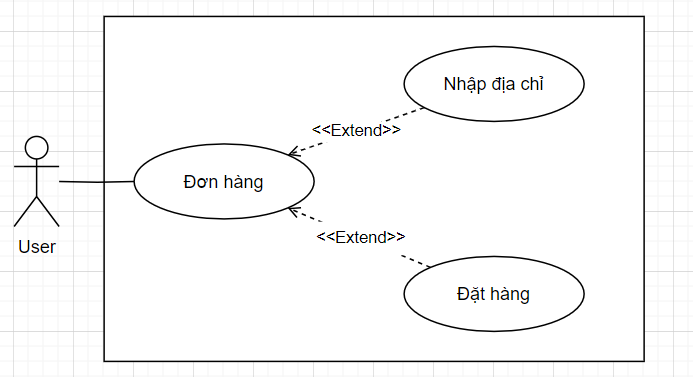 Nhập địa chỉ
<<Extend>>
Đơn hàng
User
<<Extend>>
Đặt hàng